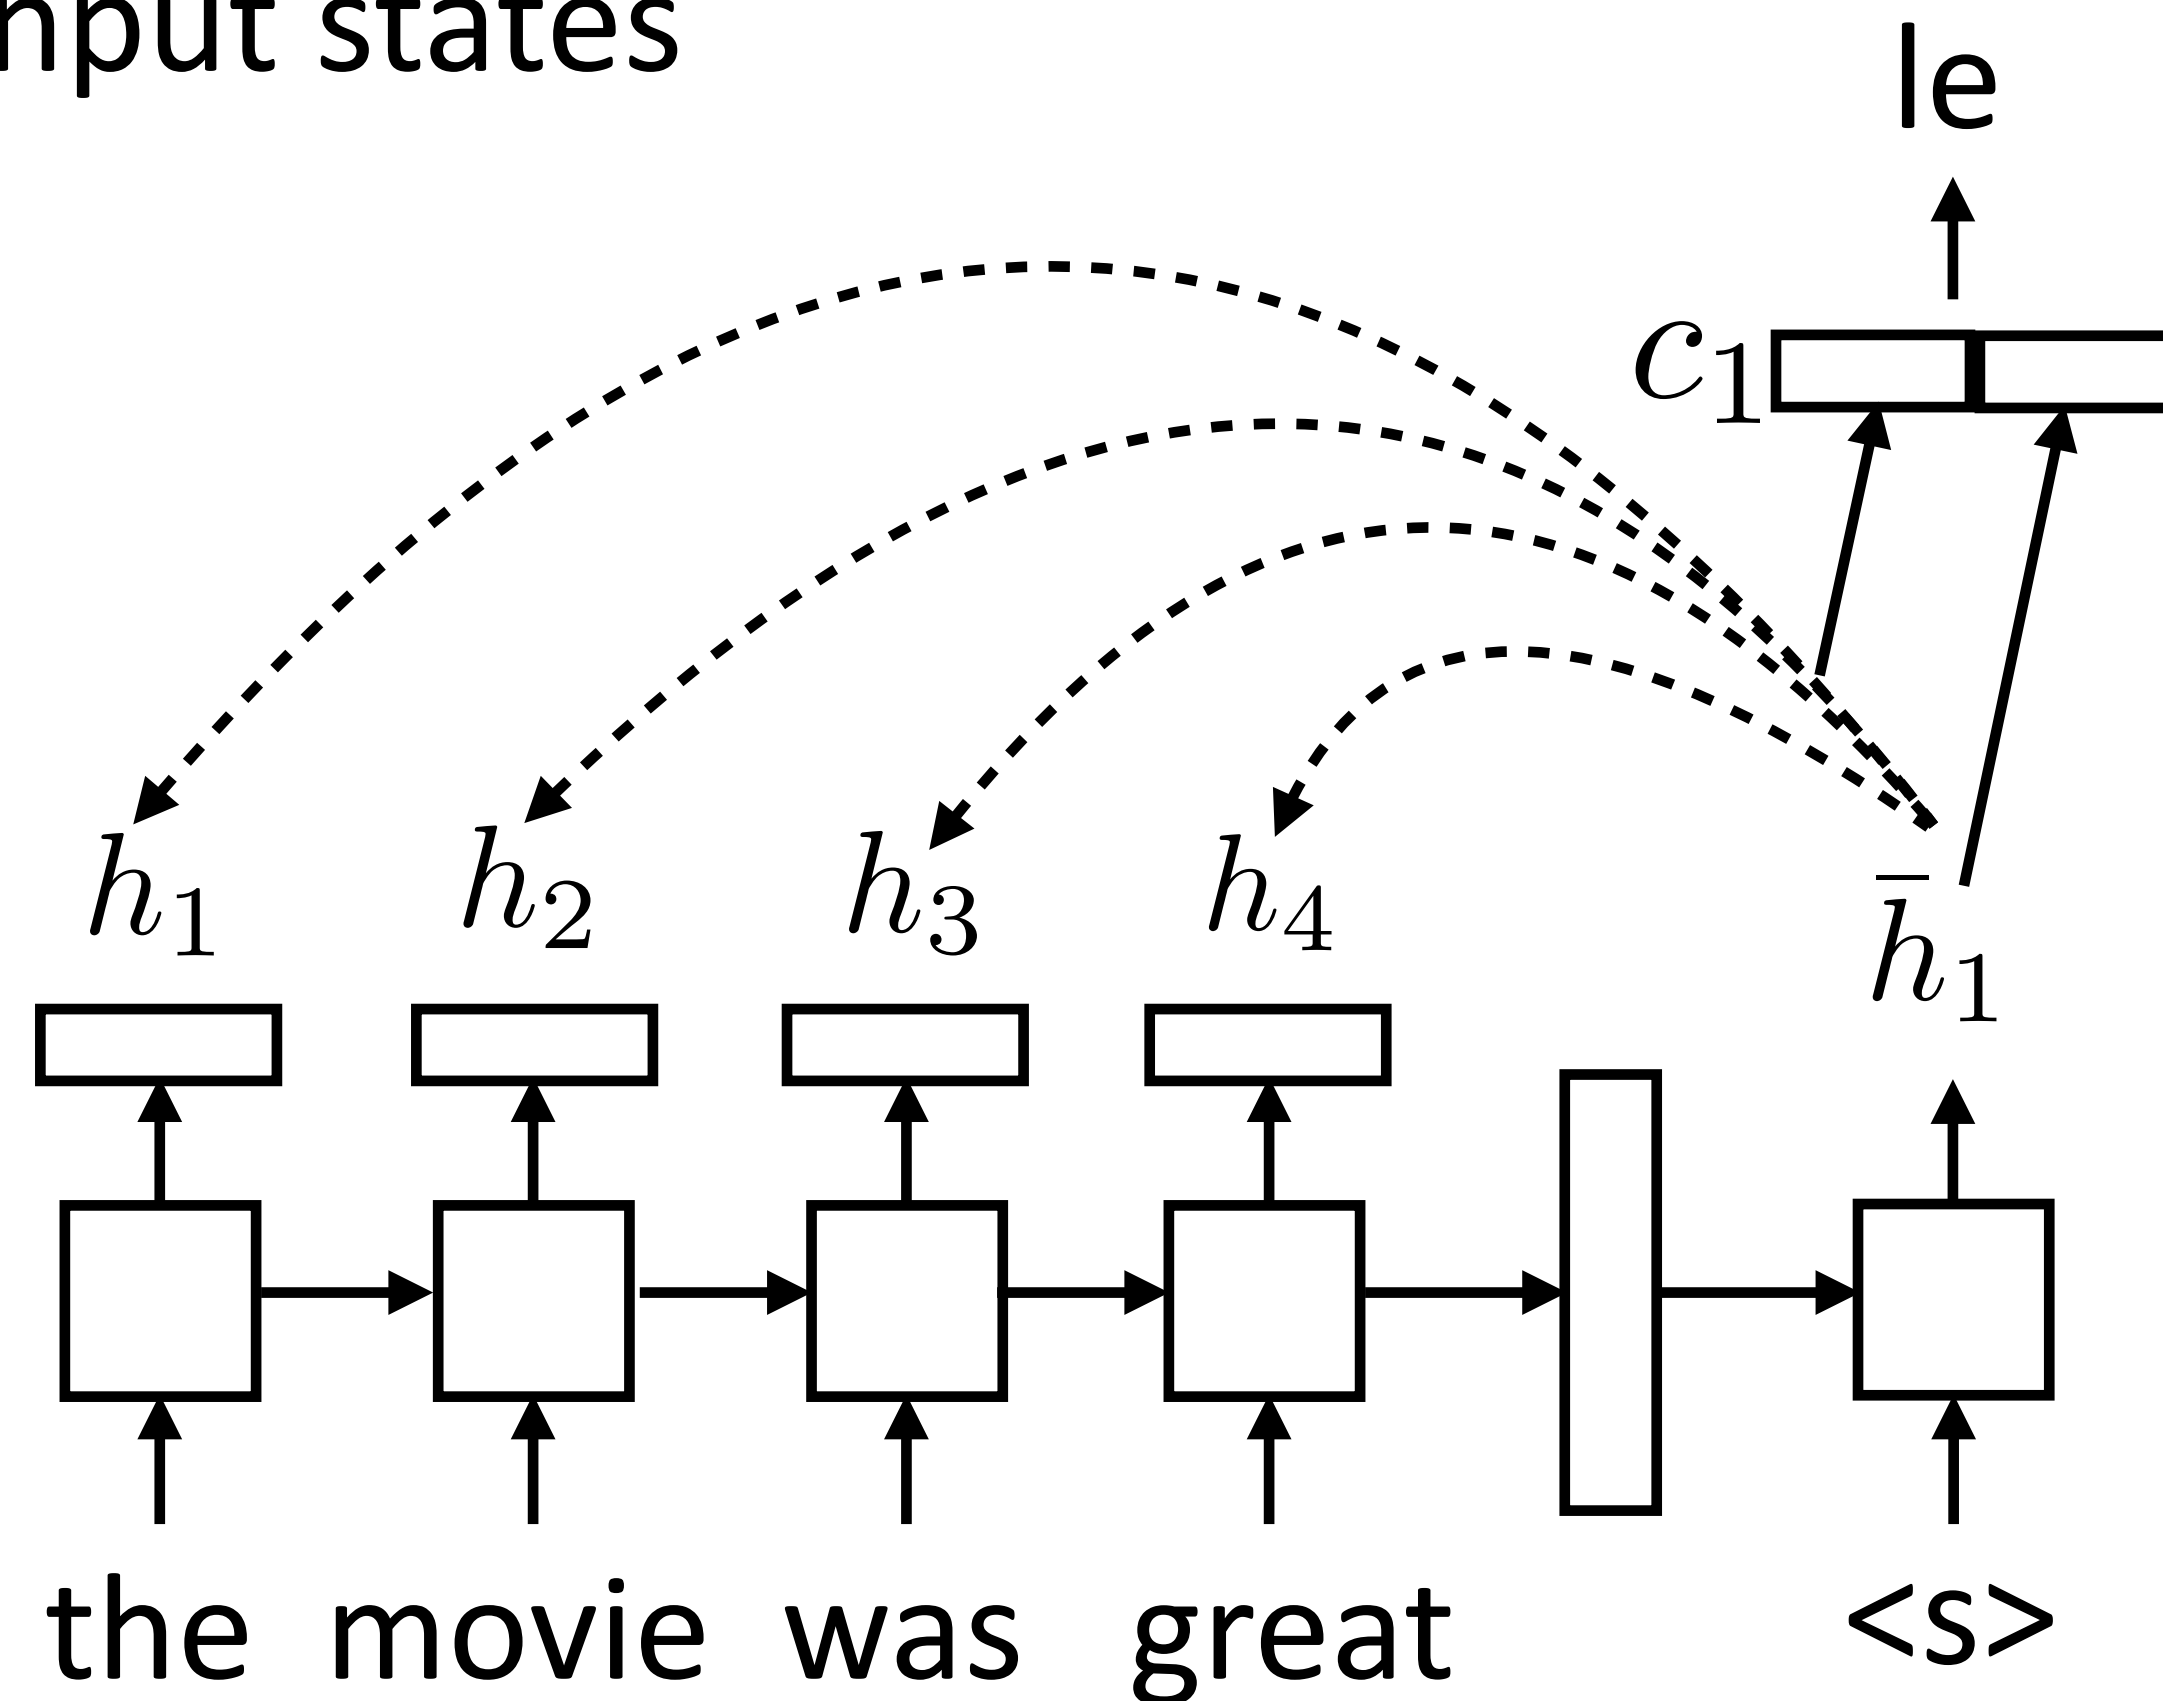 nput states
le
c₁
h₁ h₂ h₃ h₄
h̄₁
the movie was great <s>